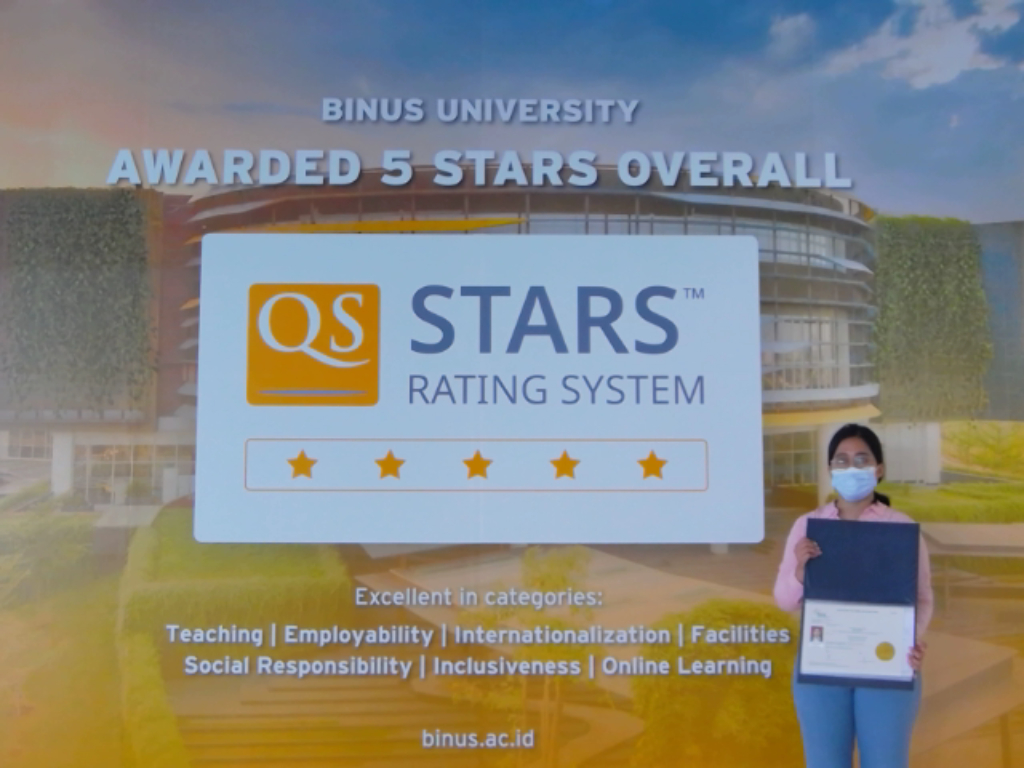 BINUS UNIVERSITY
AWARDED 5 STARS OVERALL
QS
STARS™
RATING SYSTEM
Excellent in categories:
Teaching | Employability | Internationalization | Facilities
Social Responsibility | Inclusiveness | Online Learning
binus.ac.id